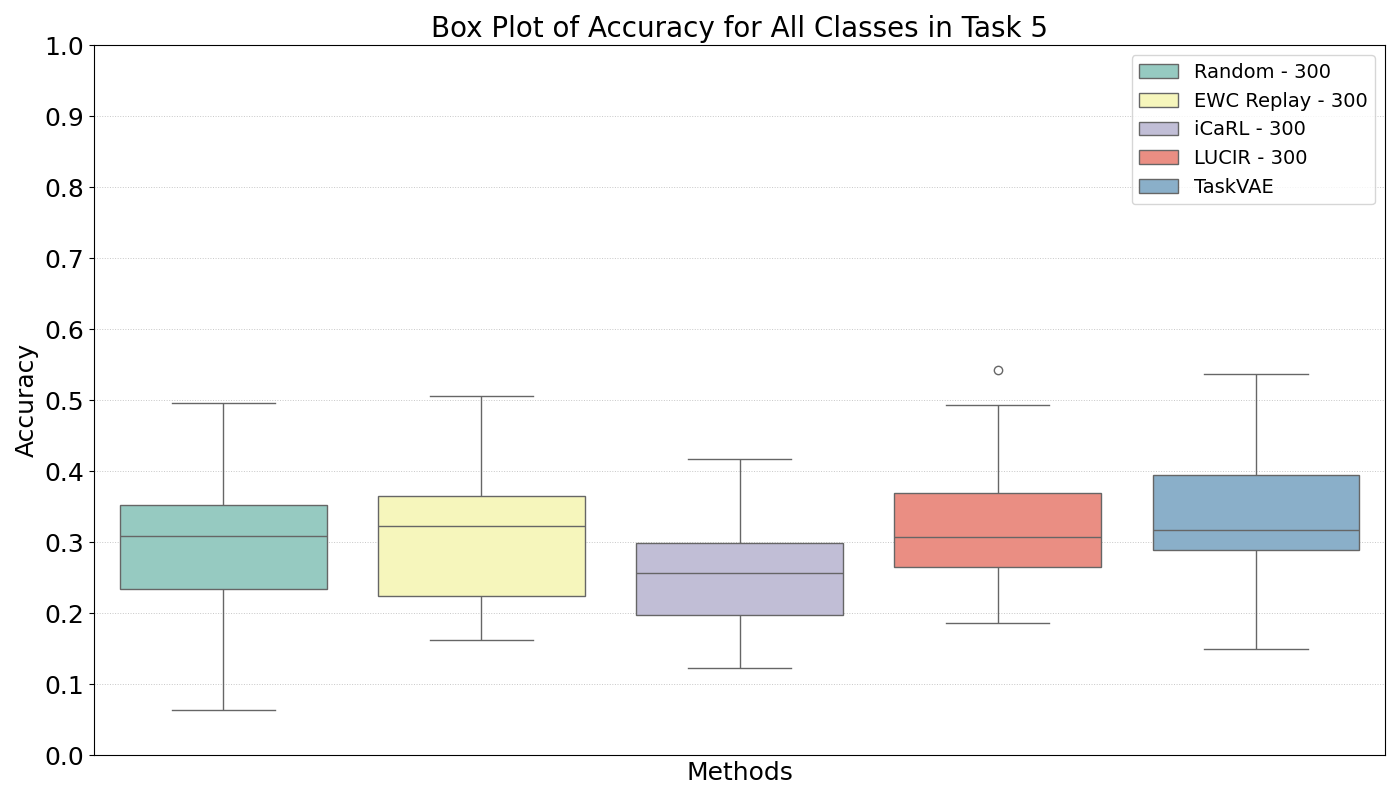 Box Plot of Accuracy for All Classes in Task 5
1.0
0.9
0.8
0.7
0.6
0.5
0.4
0.3
0.2
0.1
0.0
Accuracy
Methods
Random - 300
EWC Replay - 300
iCaRL - 300
LUCIR - 300
TaskVAE